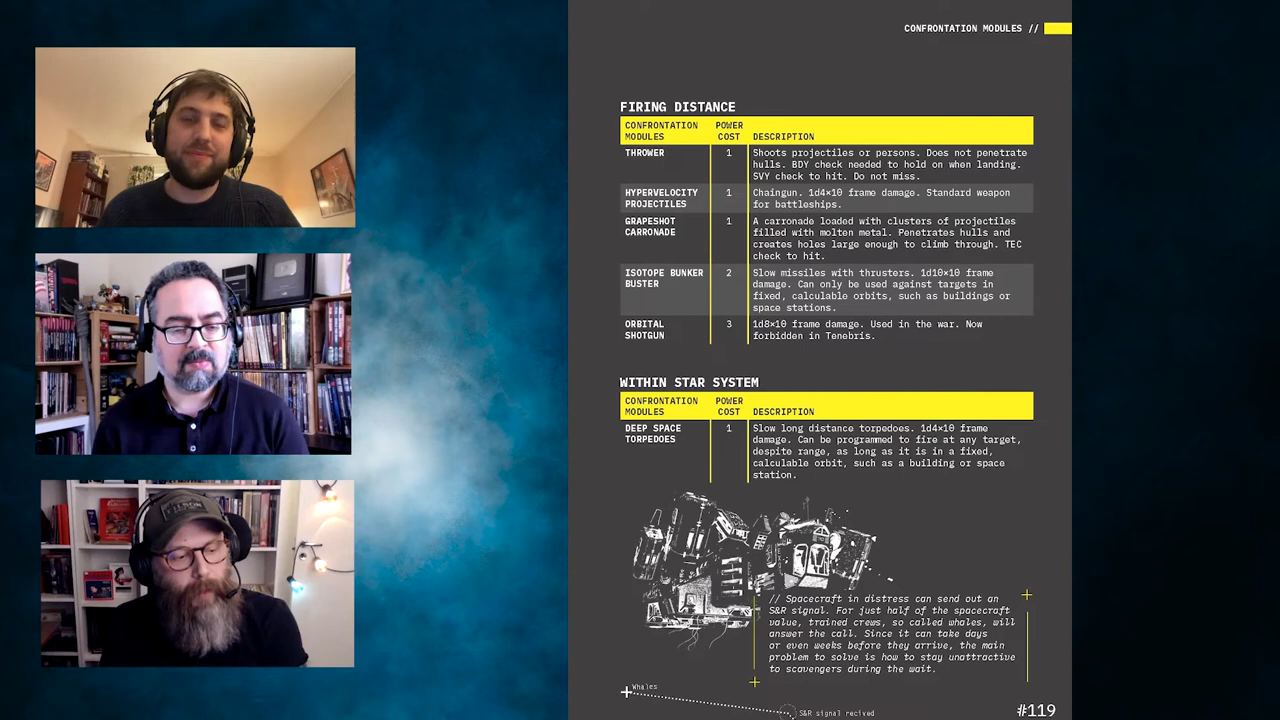 CONFRONTATION MODULES //
FIRING DISTANCE
CONFRONTATION MODULES POWER COST DESCRIPTION
THROWER 1 Shoots projectiles or persons. Does not penetrate
hulls. BDY check needed to hold on when landing.
SVY check to hit. Do not miss.
HYPERVELOCITY PROJECTILES 1 Chaingun. 1d4×10 frame damage. Standard weapon
for battleships.
GRAPESHOT CARRONADE 1 A carronade loaded with clusters of projectiles
filled with molten metal. Penetrates hulls and
creates holes large enough to climb through. TEC
check to hit.
ISOTOPE BUNKER BUSTER 2 Slow missiles with thrusters. 1d10×10 frame
damage. Can only be used against targets in
fixed, calculable orbits, such as buildings or
space stations.
ORBITAL SHOTGUN 3 1d8×10 frame damage. Used in the war. Now
forbidden in Tenebris.
WITHIN STAR SYSTEM
CONFRONTATION MODULES POWER COST DESCRIPTION
DEEP SPACE TORPEDOES 1 Slow long distance torpedoes. 1d4×10 frame
damage. Can be programmed to fire at any target,
despite range, as long as it is in a fixed,
calculable orbit, such as a building or space
station.
// Spacecraft in distress can send out an
S&R signal. For just half of the spacecraft
value, trained crews, so called whales, will
answer the call. Since it can take days
or even weeks before they arrive, the main
problem to solve is how to stay unattractive
to scavengers during the wait.
Whales
S&R signal recived
#119